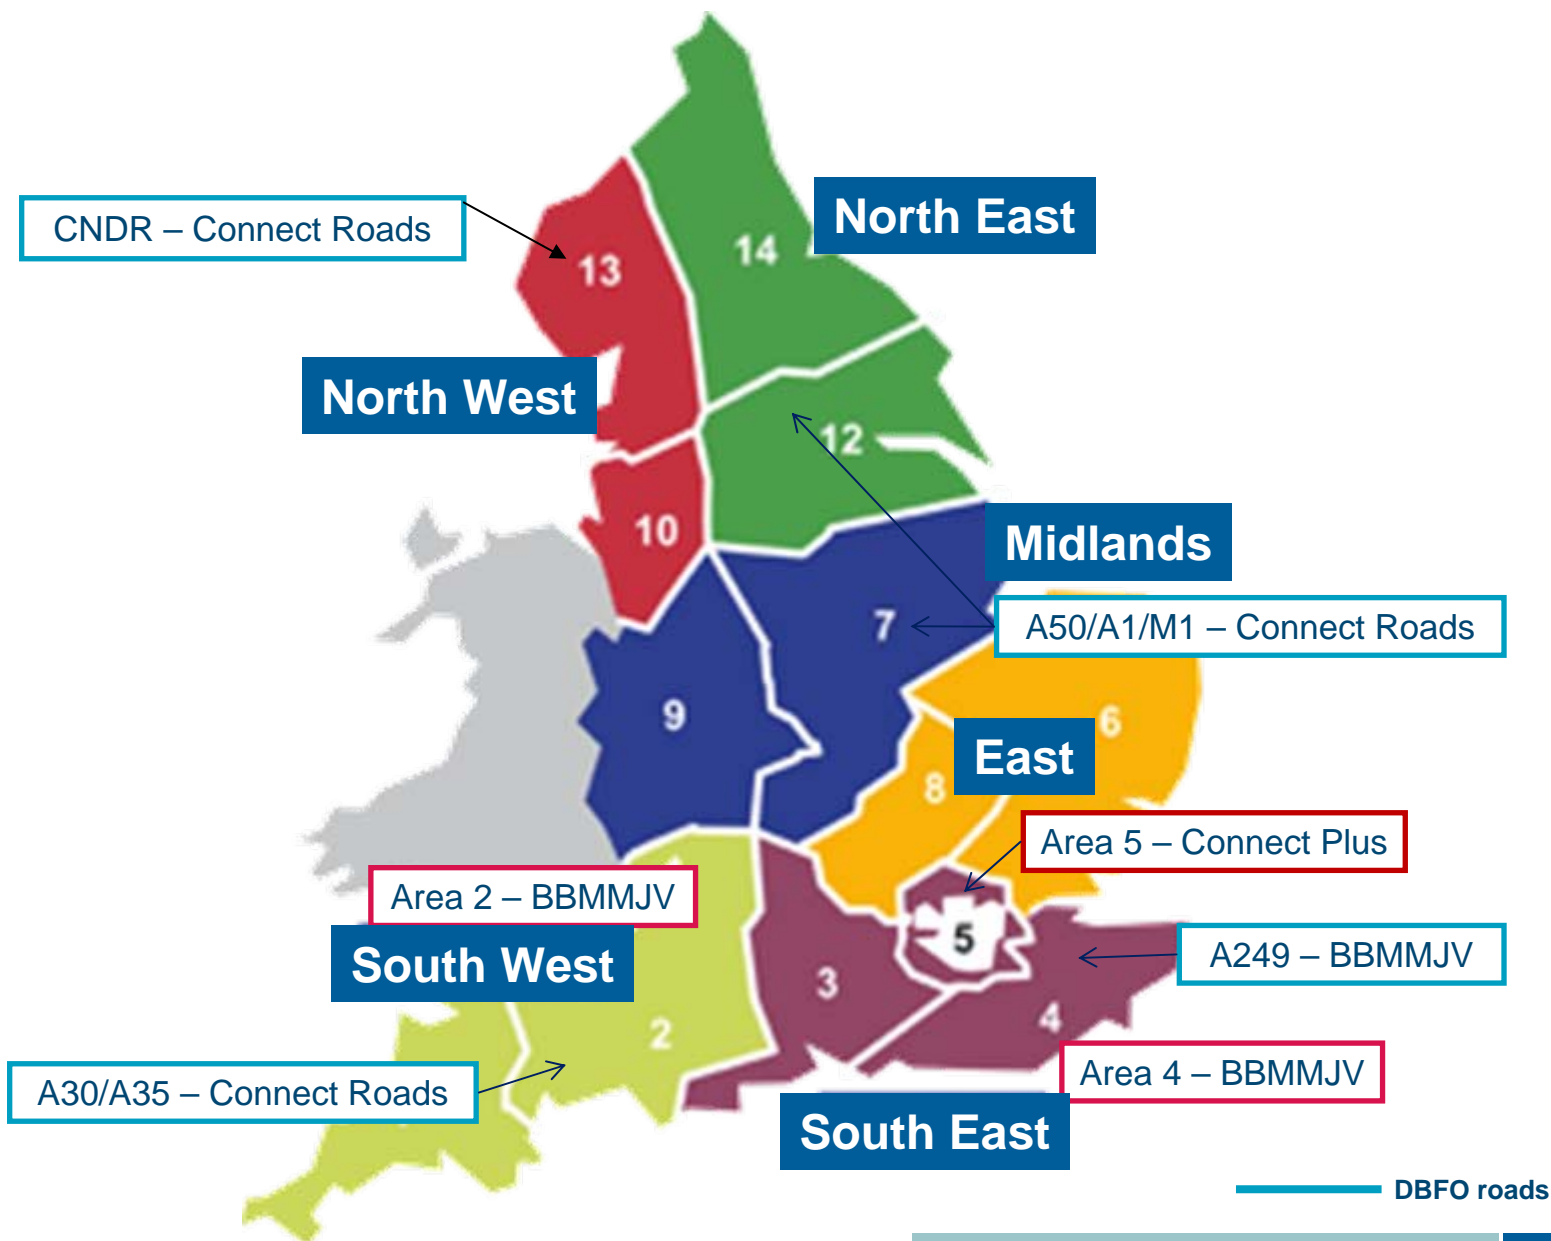 North East
CNDR – Connect Roads
14
13
North West
12
10
Midlands
7
A50/A1/M1 – Connect Roads
9
6
East
8
Area 5 – Connect Plus
Area 2 – BBMMJV
5
South West
A249 – BBMMJV
3
4
2
Area 4 – BBMMJV
A30/A35 – Connect Roads
South East
DBFO roads